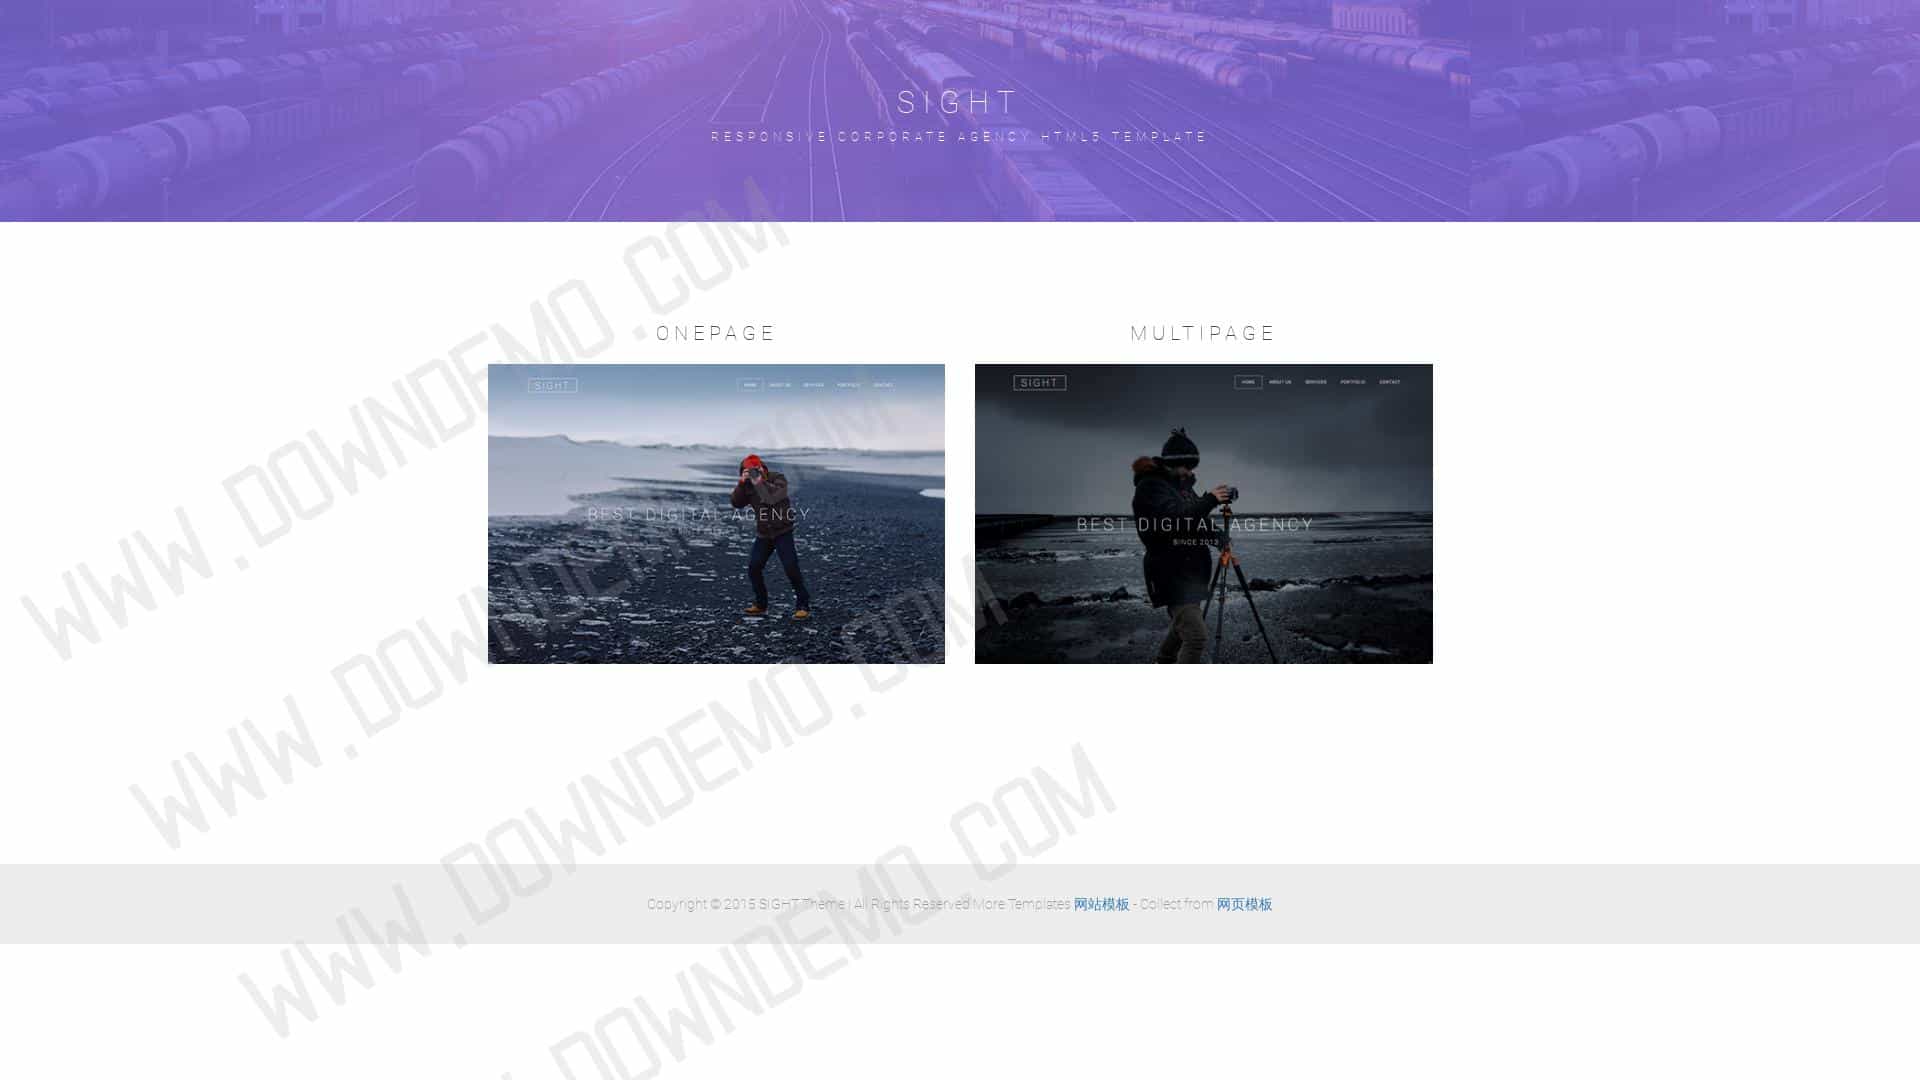 SIGHT
RESPONSIVE CORPORATE AGENCY HTML5 TEMPLATE
ONEPAGE
MULTIPAGE
SIGHT
HOME ABOUT US SERVICES PORTFOLIO CONTACT
BEST DIGITAL AGENCY
SIGHT
HOME ABOUT US SERVICES PORTFOLIO CONTACT
BEST DIGITAL AGENCY
SINCE 2013
Copyright © 2015 SIGHT Theme | All Rights Reserved More Templates 网站模板 - Collect from 网页模板
WWW.DOWNDEMO.COM
WWW.DOWNDEMO.COM
WWW.DOWNDEMO.COM
DOWNDEMO.COM